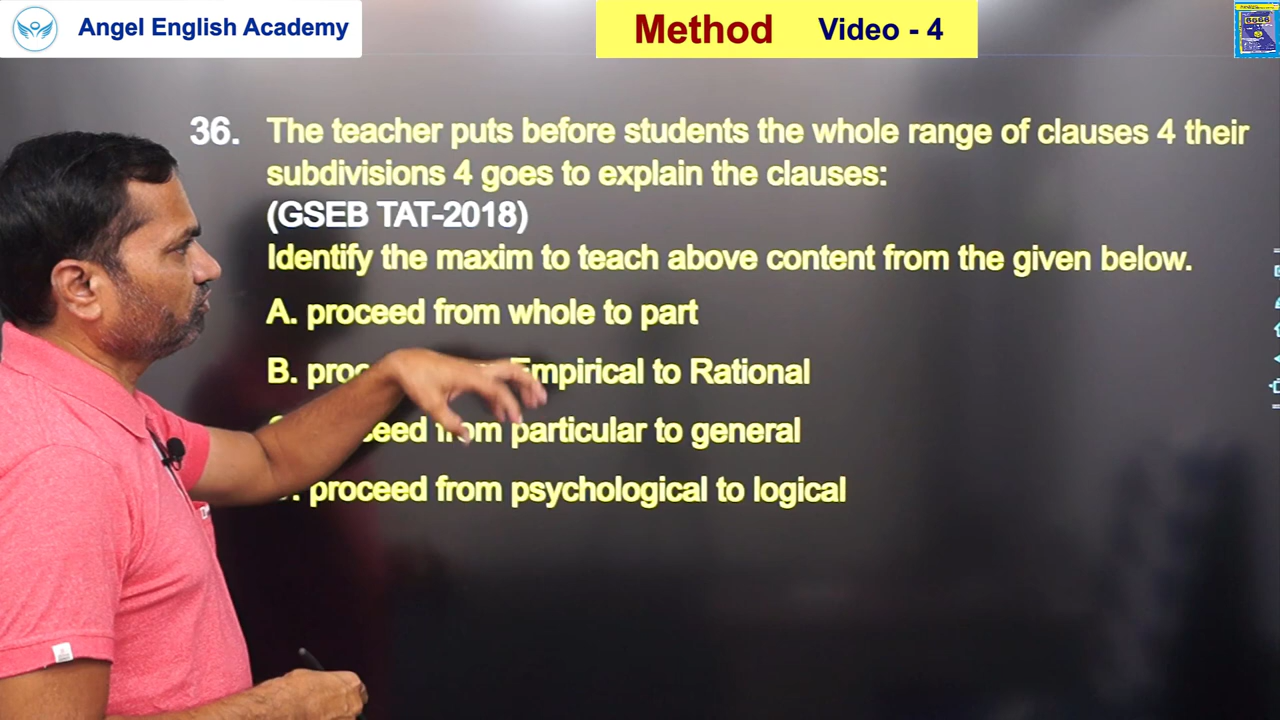 Angel English Academy
Method Video - 4
36. The teacher puts before students the whole range of clauses 4 their
subdivisions 4 goes to explain the clauses:
(GSEB TAT-2018)
Identify the maxim to teach above content from the given below.
A. proceed from whole to part
B. Empirical to Rational
from particular to general
proceed from psychological to logical